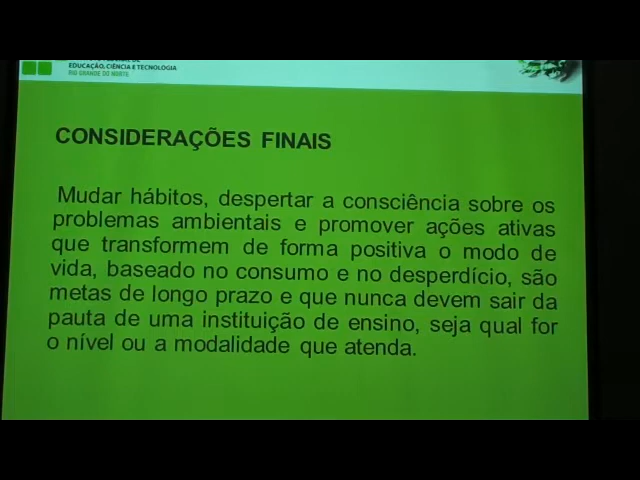 EDUCAÇÃO, CIÊNCIA E TECNOLOGIA
RIO GRANDE DO NORTE
CONSIDERAÇÕES FINAIS
Mudar hábitos, despertar a consciência sobre os
problemas ambientais e promover ações ativas
que transformem de forma positiva o modo de
vida, baseado no consumo e no desperdício, são
metas de longo prazo e que nunca devem sair da
pauta de uma instituição de ensino, seja qual for
o nível ou a modalidade que atenda.